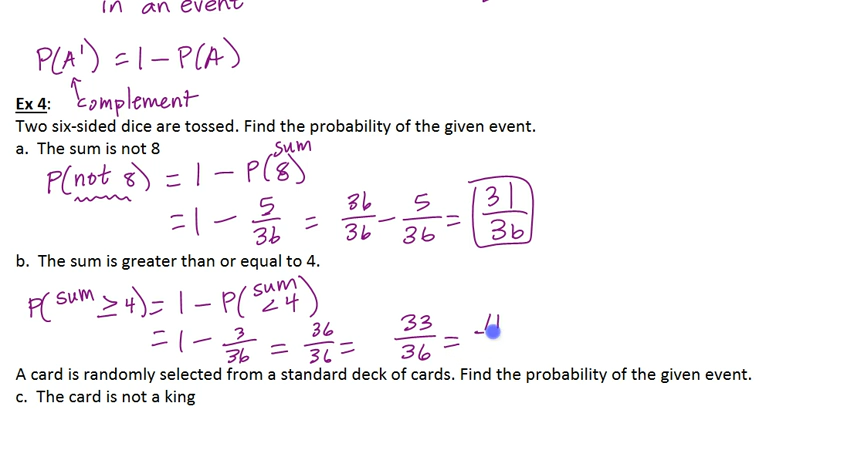 in an event
P(A') = 1 - P(A)
complement
Ex 4:
Two six-sided dice are tossed. Find the probability of the given event.
a. The sum is not 8
P(not 8) = 1 - P(sum 8)
= 1 - 5/36 = 36/36 - 5/36 = 31/36
b. The sum is greater than or equal to 4.
P(sum ≥ 4) = 1 - P(sum < 4)
= 1 - 3/36 = 36/36 = 33/36 =
A card is randomly selected from a standard deck of cards. Find the probability of the given event.
c. The card is not a king